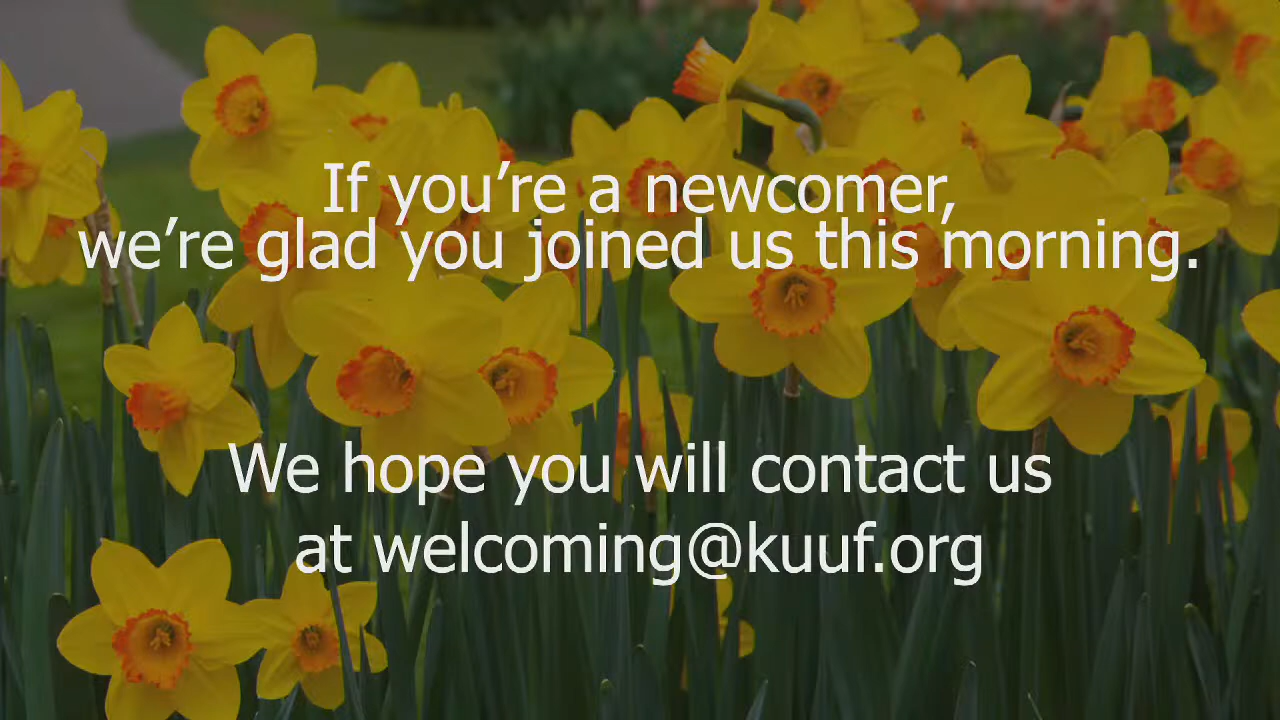 If you’re a newcomer,
we’re glad you joined us this morning.
We hope you will contact us
at welcoming@kuuf.org